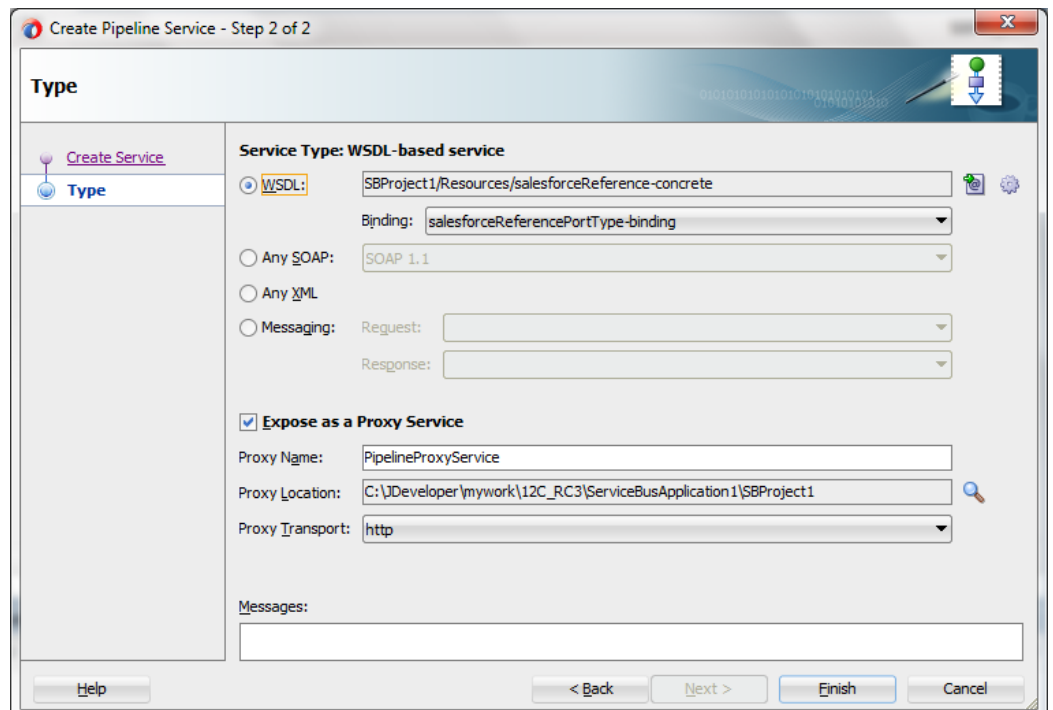 Create Pipeline Service - Step 2 of 2
Type
010101010101010101010101
01010101010
Create Service
Type
Service Type: WSDL-based service
WSDL: SBProject1/Resources/salesforceReference-concrete
Binding: salesforceReferencePortType-binding
Any SOAP: SOAP 1.1
Any XML
Messaging: Request:
Response:
Expose as a Proxy Service
Proxy Name: PipelineProxyService
Proxy Location: C:\JDeveloper\mywork\12C_RC3\ServiceBusApplication1\SBProject1
Proxy Transport: http
Messages:
Help < Back Next > Finish Cancel